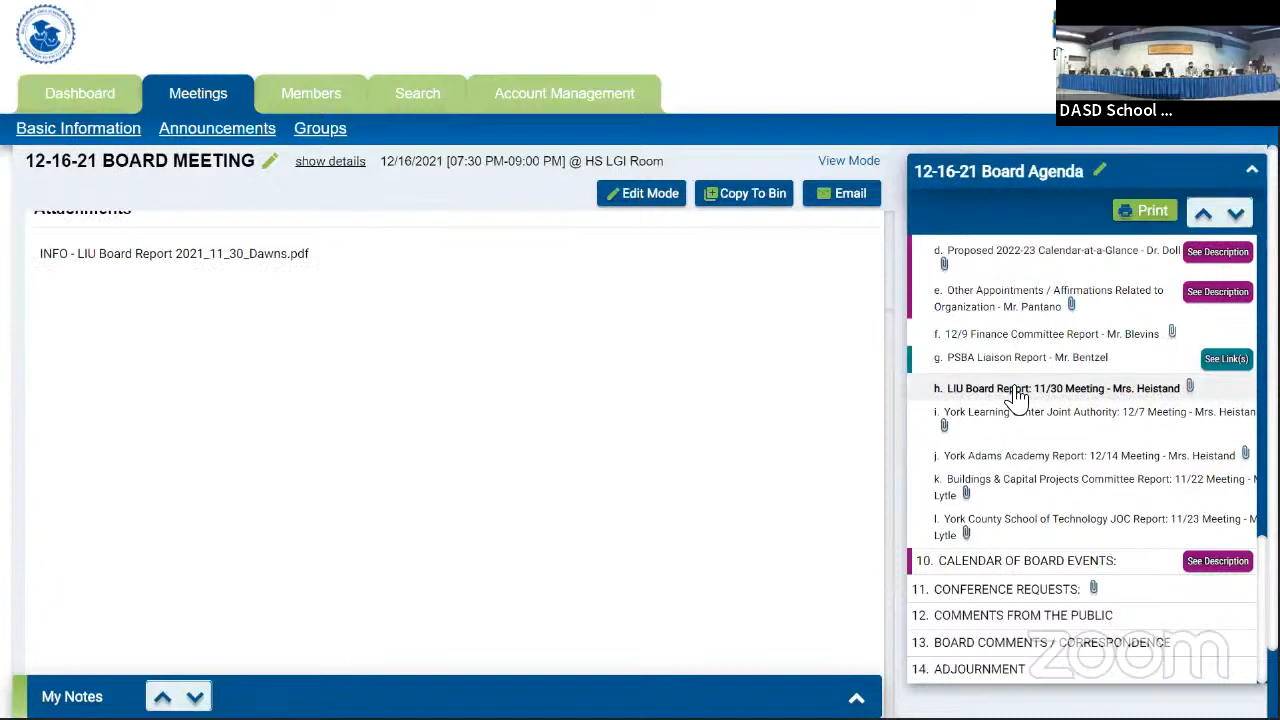 DASD School ...
Dashboard
Meetings
Members
Search
Account Management
Basic Information
Announcements
Groups
12-16-21 BOARD MEETING
show details
12/16/2021 [07:30 PM-09:00 PM] @ HS LGI Room
View Mode
Edit Mode
Copy To Bin
Email
Attachments
INFO - LIU Board Report 2021_11_30_Dawns.pdf
My Notes
12-16-21 Board Agenda
Print
d. Proposed 2022-23 Calendar-at-a-Glance - Dr. Doll
See Description
e. Other Appointments / Affirmations Related to
Organization - Mr. Pantano
See Description
f. 12/9 Finance Committee Report - Mr. Blevins
g. PSBA Liaison Report - Mr. Bentzel
See Link(s)
h. LIU Board Report: 11/30 Meeting - Mrs. Heistand
i. York Learning Center Joint Authority: 12/7 Meeting - Mrs. Heistan
j. York Adams Academy Report: 12/14 Meeting - Mrs. Heistand
k. Buildings & Capital Projects Committee Report: 11/22 Meeting - M
Lytle
l. York County School of Technology JOC Report: 11/23 Meeting - M
Lytle
10. CALENDAR OF BOARD EVENTS:
See Description
11. CONFERENCE REQUESTS:
12. COMMENTS FROM THE PUBLIC
13. BOARD COMMENTS / CORRESPONDENCE
14. ADJOURNMENT
zoom